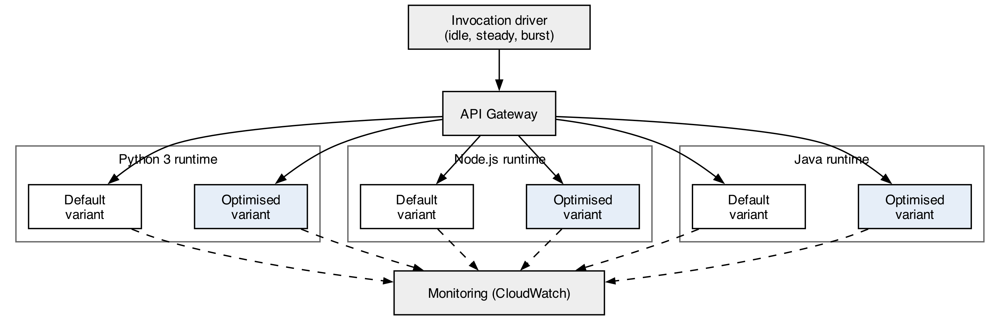 Invocation driver
(idle, steady, burst)
API Gateway
Python 3 runtime
Node.js runtime
Java runtime
Default
variant
Optimised
variant
Default
variant
Optimised
variant
Default
variant
Optimised
variant
Monitoring (CloudWatch)